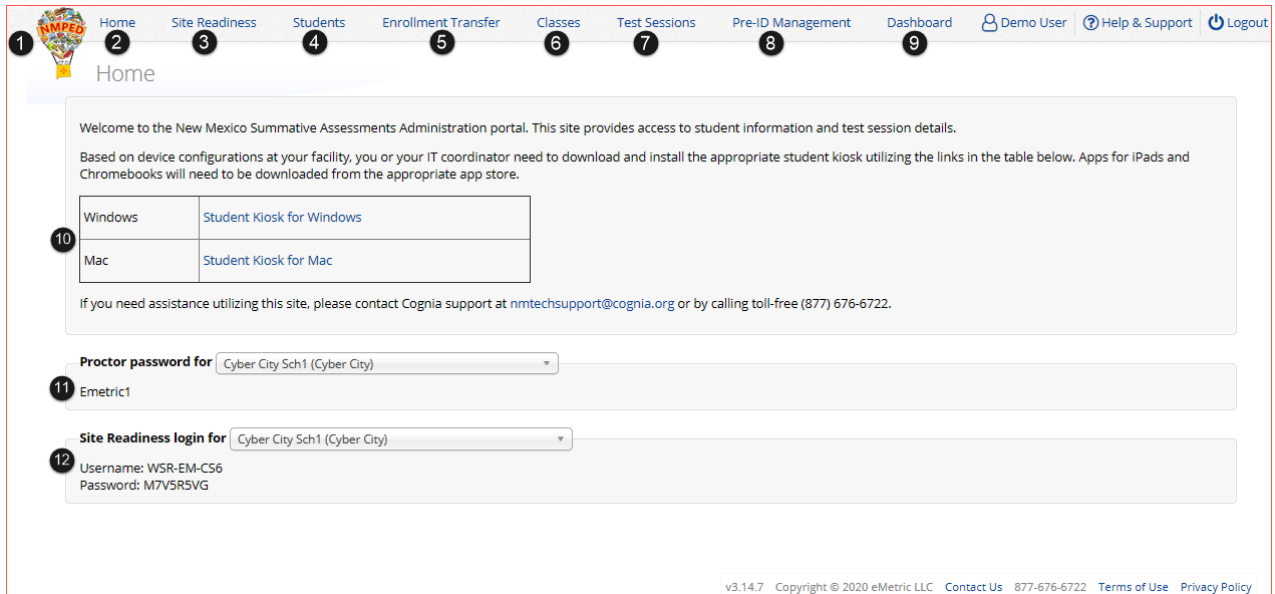 NMPED Home Site Readiness Students Enrollment Transfer Classes Test Sessions Pre-ID Management Dashboard Demo User Help & Support Logout
1 2 3 4 5 6 7 8 9
Home
Welcome to the New Mexico Summative Assessments Administration portal. This site provides access to student information and test session details.
Based on device configurations at your facility, you or your IT coordinator need to download and install the appropriate student kiosk utilizing the links in the table below. Apps for iPads and
Chromebooks will need to be downloaded from the appropriate app store.
Windows Student Kiosk for Windows
10
Mac Student Kiosk for Mac
If you need assistance utilizing this site, please contact Cognia support at nmtechsupport@cognia.org or by calling toll-free (877) 676-6722.
Proctor password for Cyber City Sch1 (Cyber City)
11 Emetric1
Site Readiness login for Cyber City Sch1 (Cyber City)
12
Username: WSR-EM-CS6
Password: M7V5R5VG
v3.14.7 Copyright © 2020 eMetric LLC Contact Us 877-676-6722 Terms of Use Privacy Policy